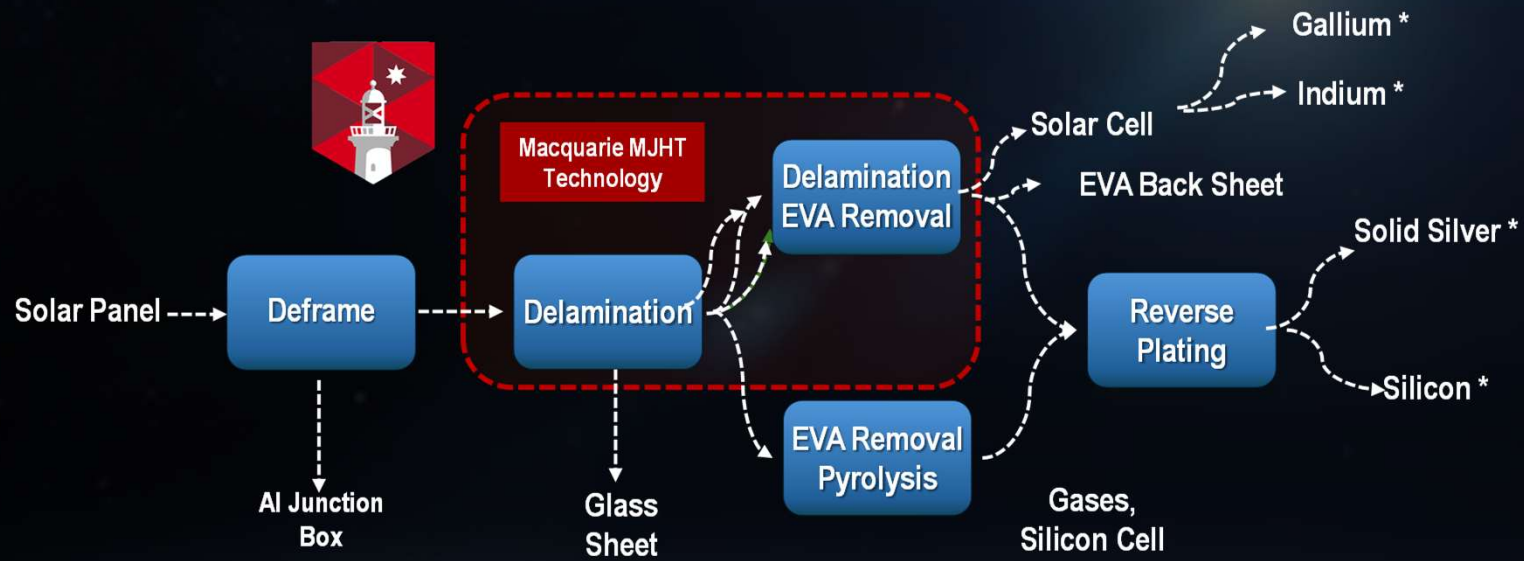 Gallium *
Indium *
Solar Cell
Macquarie MJHT
Technology
Delamination
EVA Removal
EVA Back Sheet
Solid Silver *
Solar Panel
Deframe
Delamination
Reverse
Plating
Silicon *
EVA Removal
Pyrolysis
Al Junction
Box
Glass
Sheet
Gases,
Silicon Cell